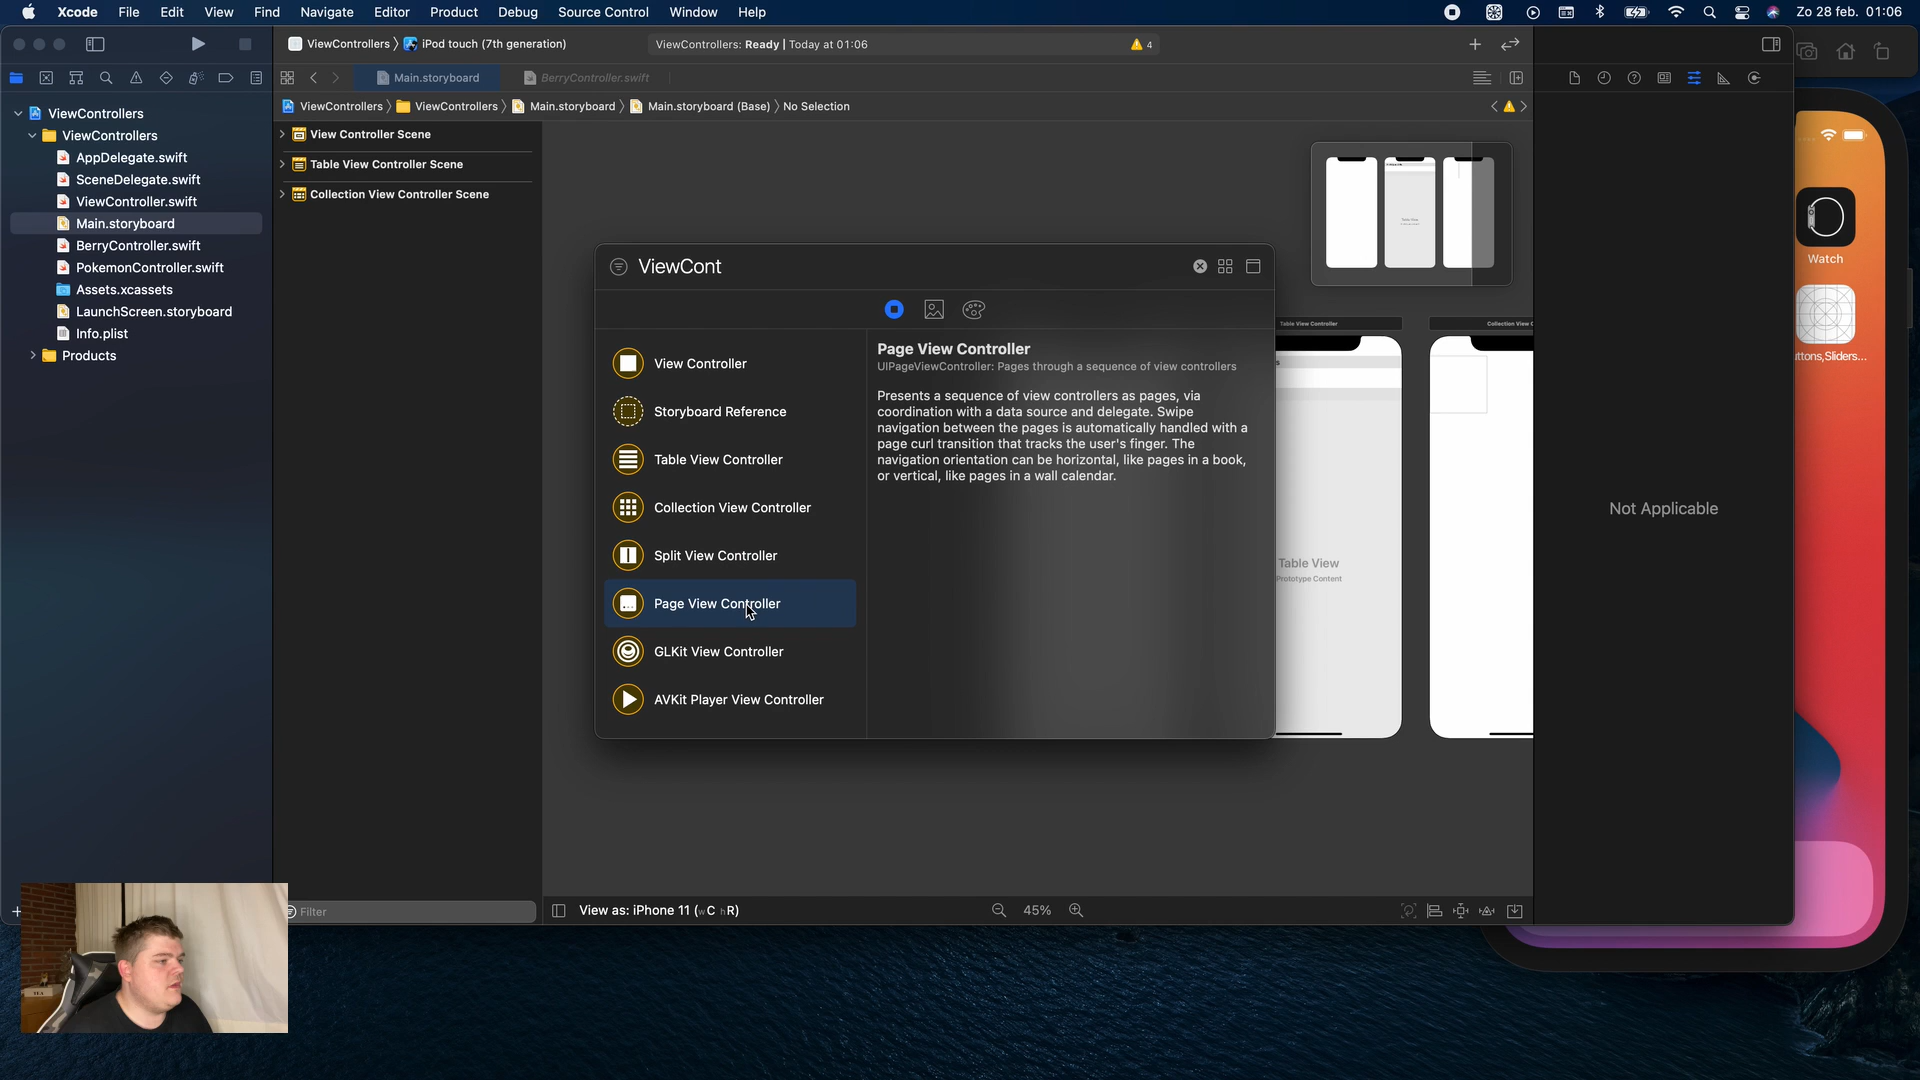 Xcode File Edit View Find Navigate Editor Product Debug Source Control Window Help
Zo 28 feb. 01:06
ViewControllers iPod touch (7th generation)
ViewControllers: Ready | Today at 01:06
4
Main.storyboard
BerryController.swift
ViewControllers ViewControllers Main.storyboard Main.storyboard (Base) No Selection
ViewControllers
ViewControllers
AppDelegate.swift
SceneDelegate.swift
ViewController.swift
Main.storyboard
BerryController.swift
PokemonController.swift
Assets.xcassets
LaunchScreen.storyboard
Info.plist
Products
View Controller Scene
Table View Controller Scene
Collection View Controller Scene
ViewCont
View Controller
Storyboard Reference
Table View Controller
Collection View Controller
Split View Controller
Page View Controller
GLKit View Controller
AVKit Player View Controller
Page View Controller
UIPageViewController: Pages through a sequence of view controllers
Presents a sequence of view controllers as pages, via
coordination with a data source and delegate. Swipe
navigation between the pages is automatically handled with a
page curl transition that tracks the user's finger. The
navigation orientation can be horizontal, like pages in a book,
or vertical, like pages in a wall calendar.
Table View Controller
Collection View C
Table View
Prototype Content
Not Applicable
Watch
uttons,Sliders...
Filter
View as: iPhone 11 (wC hR)
45%